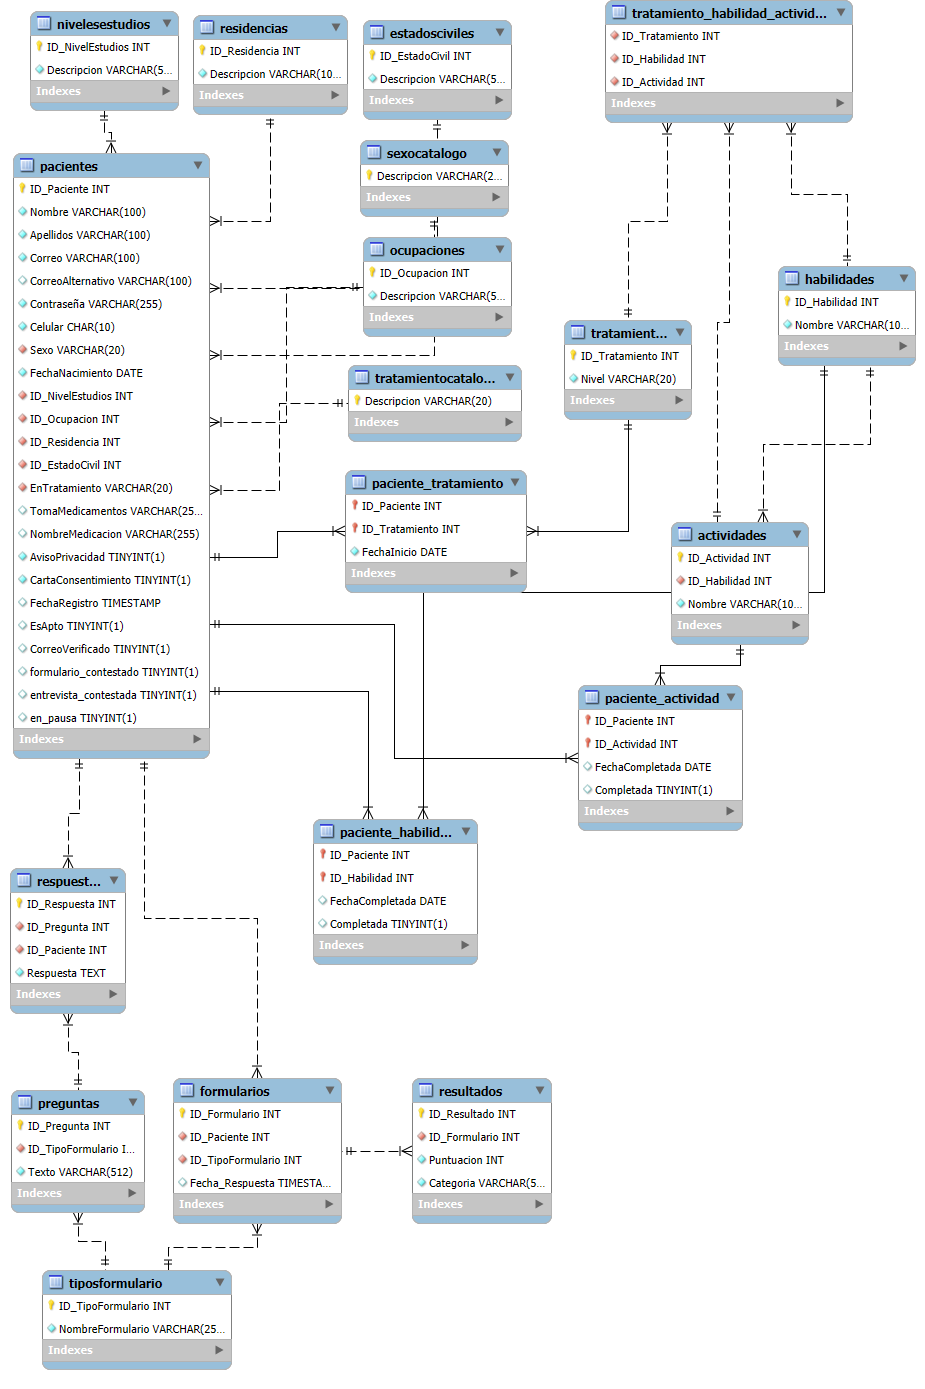 nivelesestudios
ID_NivelEstudios INT
Descripcion VARCHAR(5...
Indexes
residencias
ID_Residencia INT
Descripcion VARCHAR(10...
Indexes
estadosciviles
ID_EstadoCivil INT
Descripcion VARCHAR(5...
Indexes
tratamiento_habilidad_activid...
ID_Tratamiento INT
ID_Habilidad INT
ID_Actividad INT
Indexes
sexocatalogo
Descripcion VARCHAR(2...
Indexes
pacientes
ID_Paciente INT
Nombre VARCHAR(100)
Apellidos VARCHAR(100)
Correo VARCHAR(100)
CorreoAlternativo VARCHAR(100)
Contraseña VARCHAR(255)
Celular CHAR(10)
Sexo VARCHAR(20)
FechaNacimiento DATE
ID_NivelEstudios INT
ID_Ocupacion INT
ID_Residencia INT
ID_EstadoCivil INT
EnTratamiento VARCHAR(20)
TomaMedicamentos VARCHAR(25...
NombreMedicacion VARCHAR(255)
AvisoPrivacidad TINYINT(1)
CartaConsentimiento TINYINT(1)
FechaRegistro TIMESTAMP
EsApto TINYINT(1)
CorreoVerificado TINYINT(1)
formulario_contestado TINYINT(1)
entrevista_contestada TINYINT(1)
en_pausa TINYINT(1)
Indexes
ocupaciones
ID_Ocupacion INT
Descripcion VARCHAR(5...
Indexes
habilidades
ID_Habilidad INT
Nombre VARCHAR(10...
Indexes
tratamient...
ID_Tratamiento INT
Nivel VARCHAR(20)
Indexes
tratamientocatalo...
Descripcion VARCHAR(20)
Indexes
paciente_tratamiento
ID_Paciente INT
ID_Tratamiento INT
FechaInicio DATE
Indexes
actividades
ID_Actividad INT
ID_Habilidad INT
Nombre VARCHAR(10...
Indexes
paciente_actividad
ID_Paciente INT
ID_Actividad INT
FechaCompletada DATE
Completada TINYINT(1)
Indexes
paciente_habilid...
ID_Paciente INT
ID_Habilidad INT
FechaCompletada DATE
Completada TINYINT(1)
Indexes
respuest...
ID_Respuesta INT
ID_Pregunta INT
ID_Paciente INT
Respuesta TEXT
Indexes
preguntas
ID_Pregunta INT
ID_TipoFormulario I...
Texto VARCHAR(512)
Indexes
formularios
ID_Formulario INT
ID_Paciente INT
ID_TipoFormulario INT
Fecha_Respuesta TIMESTA...
Indexes
resultados
ID_Resultado INT
ID_Formulario INT
Puntuacion INT
Categoria VARCHAR(5...
Indexes
tiposformulario
ID_TipoFormulario INT
NombreFormulario VARCHAR(25...
Indexes